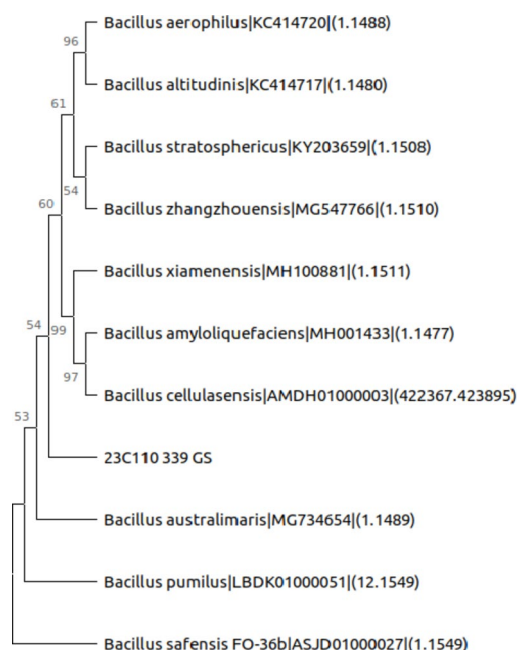 Bacillus aerophilus|KC414720|(1.1488)
96
Bacillus altitudinis|KC414717|(1.1480)
61
Bacillus stratosphericus|KY203659|(1.1508)
54
Bacillus zhangzhouensis|MG547766|(1.1510)
60
Bacillus xiamenensis|MH100881|(1.1511)
54
99
Bacillus amyloliquefaciens|MH001433|(1.1477)
97
Bacillus cellulasensis|AMDH01000003|(422367.423895)
53
23C110 339 GS
Bacillus australimaris|MG734654|(1.1489)
Bacillus pumilus|LBDK01000051|(12.1549)
Bacillus safensis FO-36b|ASJD01000027|(1.1549)